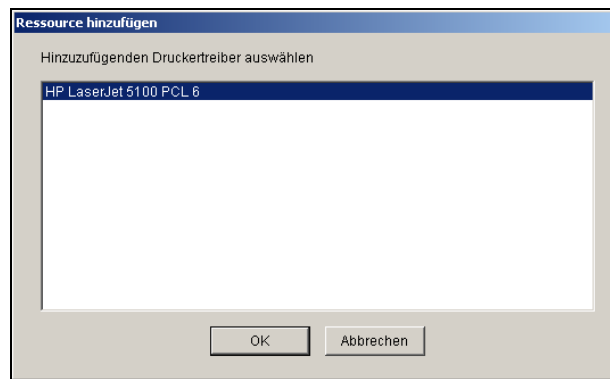 Ressource hinzufügen
Hinzuzufügenden Druckertreiber auswählen
HP LaserJet 5100 PCL 6
OK
Abbrechen